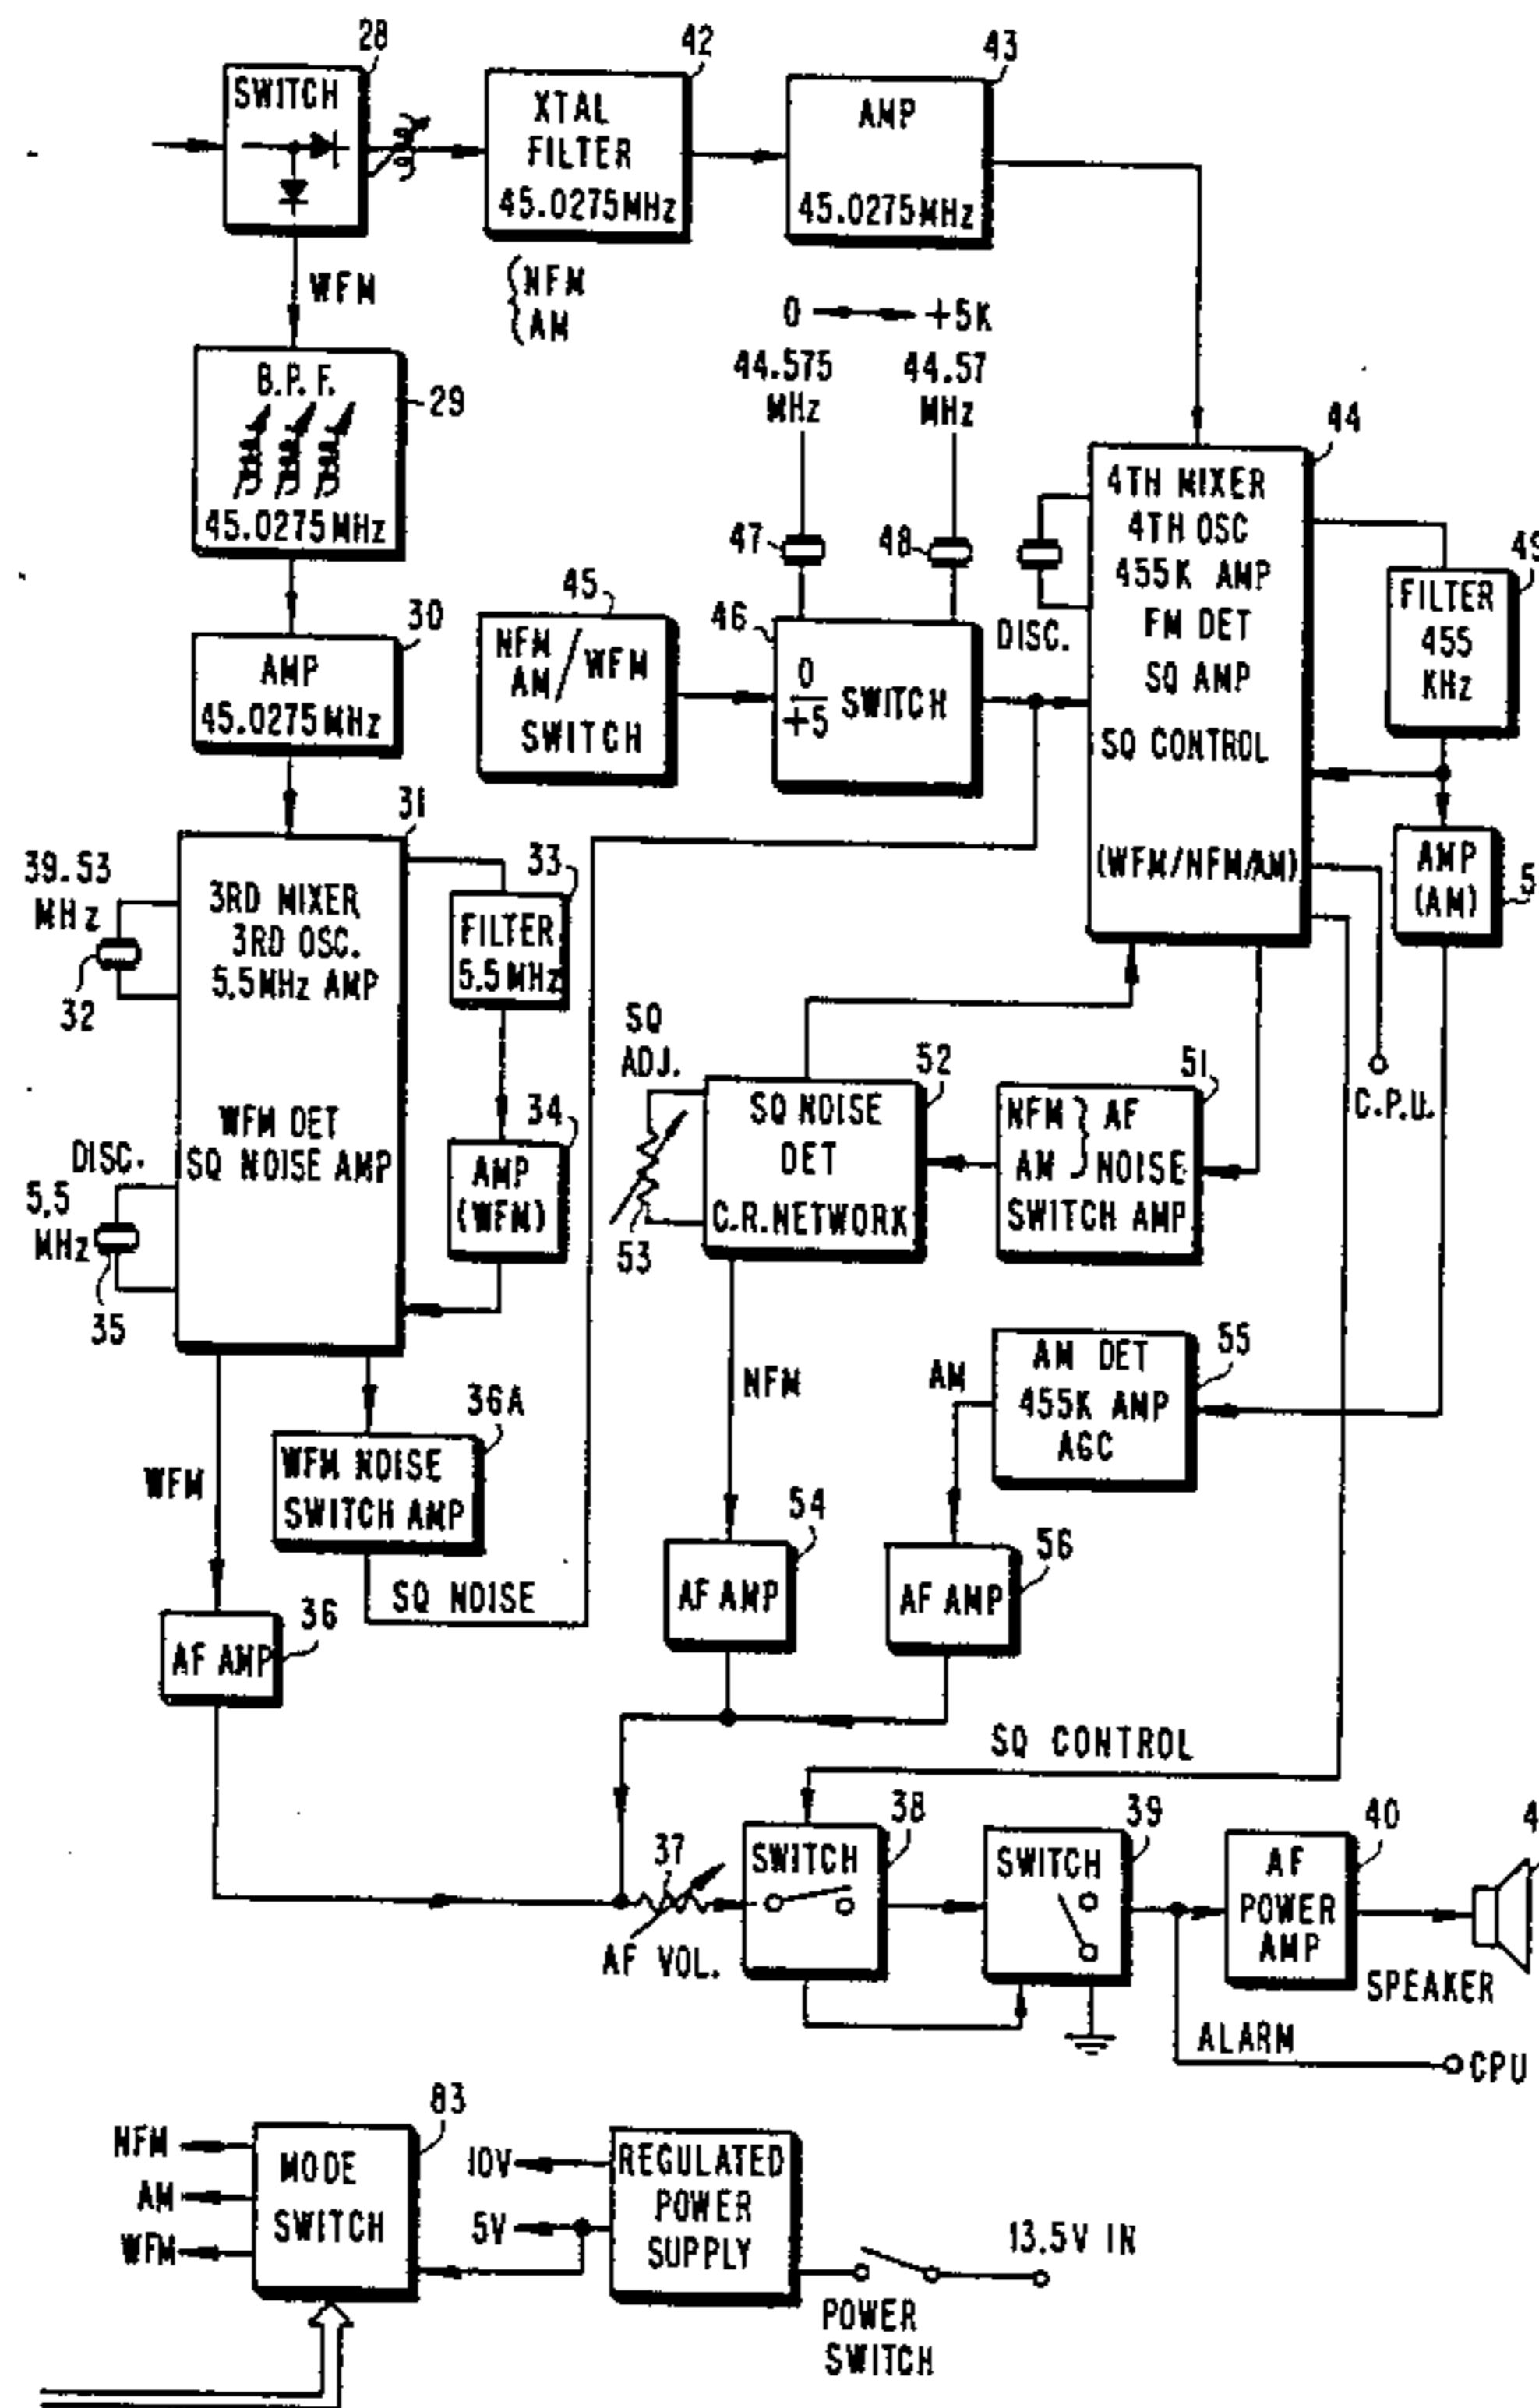 28
SWITCH
42
XTAL
FILTER
45.0275MHz
43
AMP
45.0275MHz
WFM
NFM
AM
0
+5K
44.575
MHz
44.57
MHz
B.P.F.
45.0275MHz
29
44
4TH MIXER
4TH OSC
455K AMP
FM DET
SQ AMP
SQ CONTROL
(WFM/NFM/AM)
47
48
DISC.
FILTER
455
KHz
30
AMP
45.0275MHz
45
NFM
AM/WFM
SWITCH
46
0
+5
SWITCH
31
39.53
MHz
32
3RD MIXER
3RD OSC.
5.5MHz AMP
WFM DET
SQ NOISE AMP
33
FILTER
5.5MHz
AMP
(AM)
SQ
ADJ.
52
SQ NOISE
DET
C.R.NETWORK
51
NFM
AM
AF
NOISE
SWITCH AMP
C.P.U.
34
AMP
(WFM)
DISC.
5.5
MHz
35
53
NFM
AM
55
AM DET
455K AMP
AGC
36A
WFM NOISE
SWITCH AMP
WFM
SQ NOISE
54
AF AMP
56
AF AMP
36
AF AMP
SQ CONTROL
37
AF VOL.
38
SWITCH
39
SWITCH
40
AF
POWER
AMP
SPEAKER
ALARM
CPU
83
MODE
SWITCH
NFM
AM
WFM
10V
5V
REGULATED
POWER
SUPPLY
13.5V IN
POWER
SWITCH